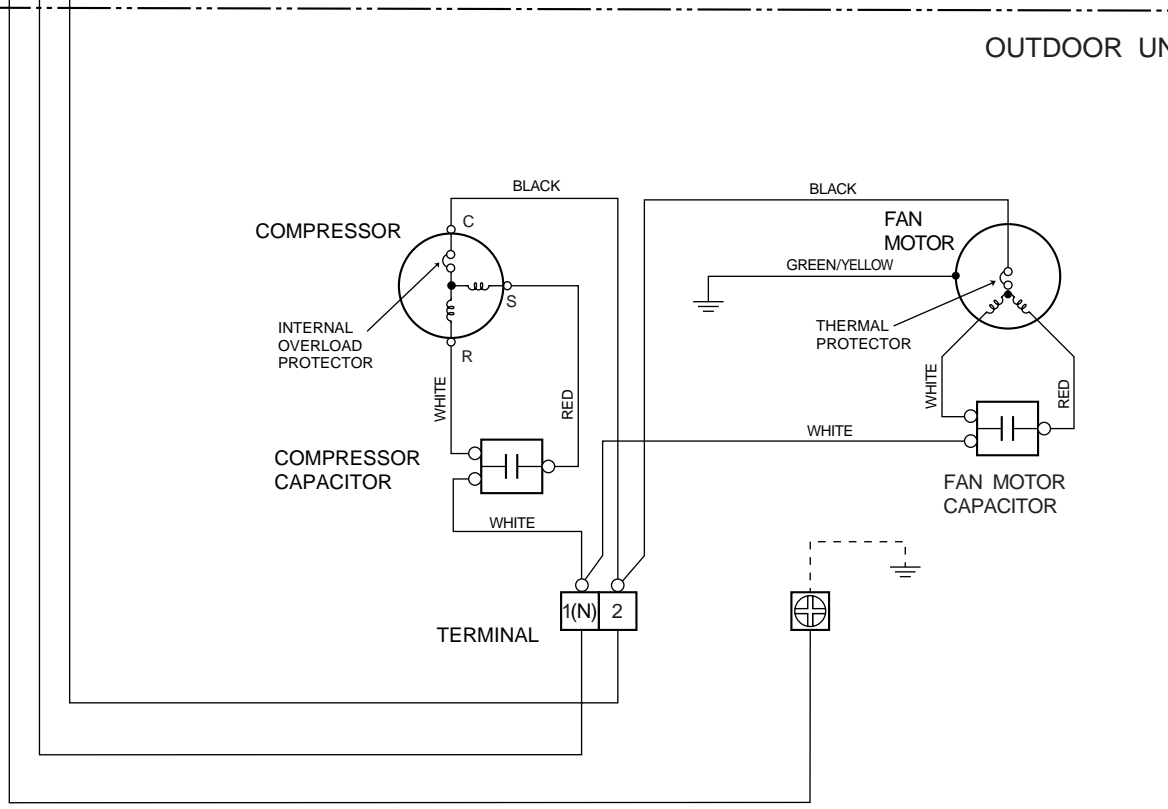 OUTDOOR UN
BLACK
BLACK
C
COMPRESSOR
FAN
MOTOR
GREEN/YELLOW
S
INTERNAL
OVERLOAD
PROTECTOR
THERMAL
PROTECTOR
R
WHITE
RED
WHITE
RED
WHITE
COMPRESSOR
CAPACITOR
FAN MOTOR
CAPACITOR
WHITE
1(N) 2
TERMINAL